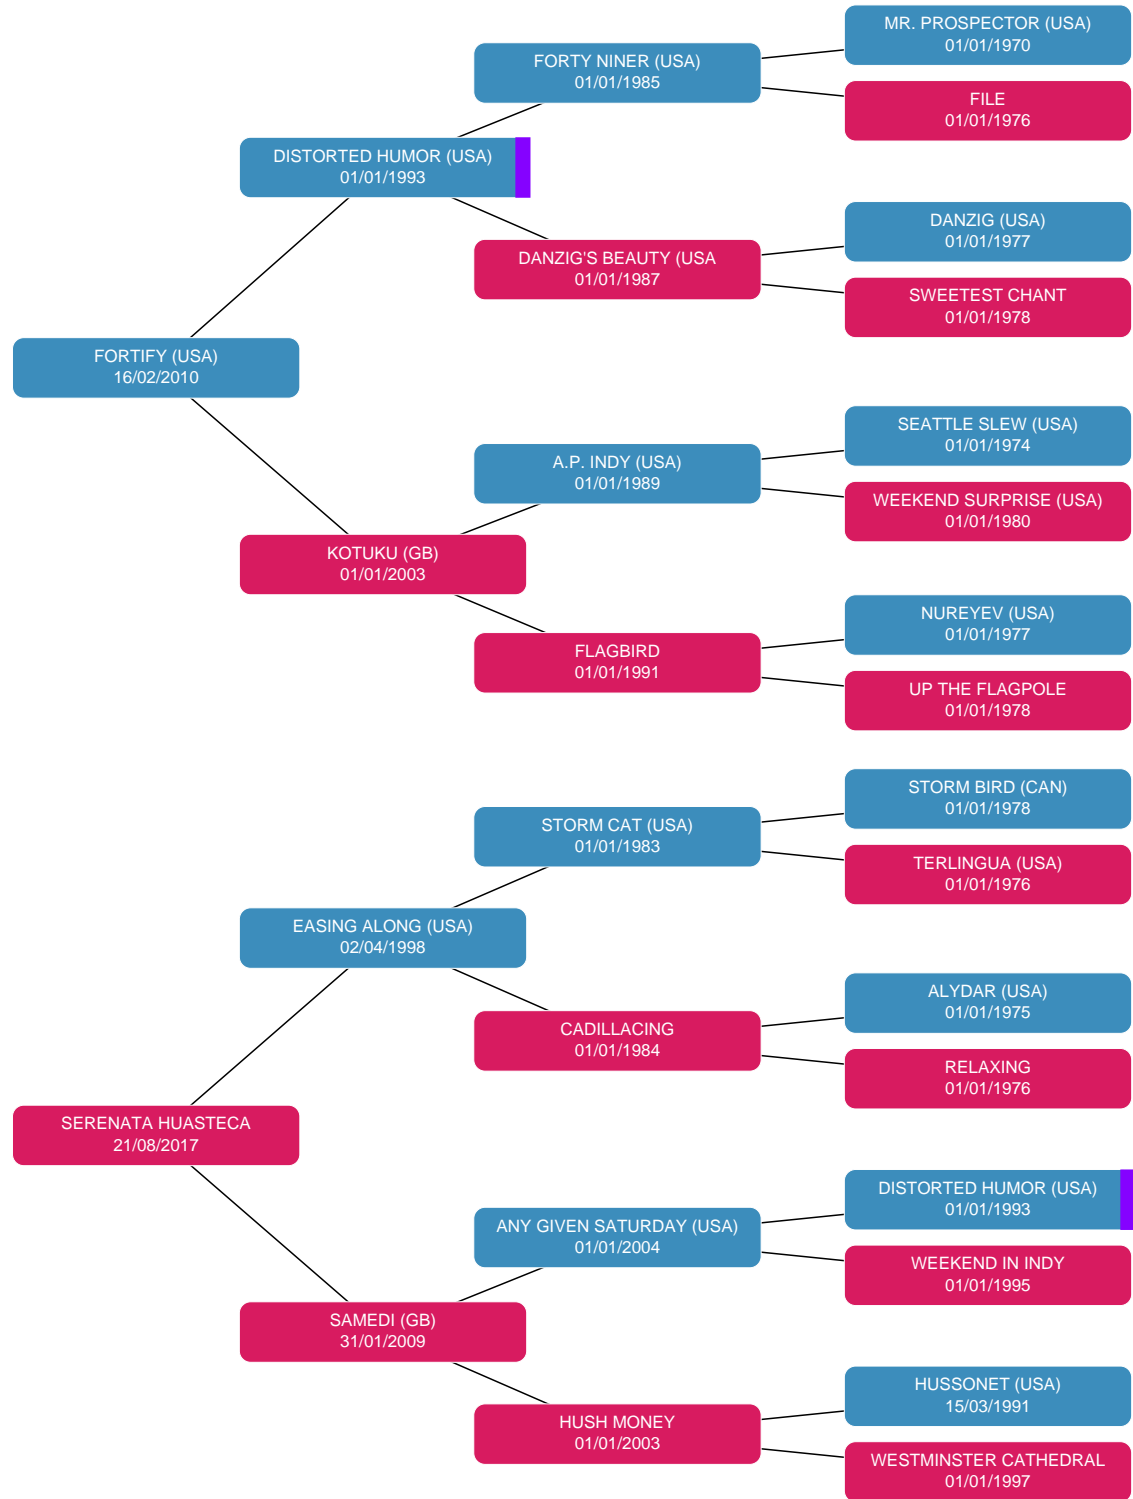 MR. PROSPECTOR (USA)
01/01/1970
FORTY NINER (USA)
01/01/1985
FILE
01/01/1976
DISTORTED HUMOR (USA)
01/01/1993
DANZIG (USA)
01/01/1977
DANZIG'S BEAUTY (USA
01/01/1987
SWEETEST CHANT
01/01/1978
FORTIFY (USA)
16/02/2010
SEATTLE SLEW (USA)
01/01/1974
A.P. INDY (USA)
01/01/1989
WEEKEND SURPRISE (USA)
01/01/1980
KOTUKU (GB)
01/01/2003
NUREYEV (USA)
01/01/1977
FLAGBIRD
01/01/1991
UP THE FLAGPOLE
01/01/1978
STORM BIRD (CAN)
01/01/1978
STORM CAT (USA)
01/01/1983
TERLINGUA (USA)
01/01/1976
EASING ALONG (USA)
02/04/1998
ALYDAR (USA)
01/01/1975
CADILLACING
01/01/1984
RELAXING
01/01/1976
SERENATA HUASTECA
21/08/2017
DISTORTED HUMOR (USA)
01/01/1993
ANY GIVEN SATURDAY (USA)
01/01/2004
WEEKEND IN INDY
01/01/1995
SAMEDI (GB)
31/01/2009
HUSSONET (USA)
15/03/1991
HUSH MONEY
01/01/2003
WESTMINSTER CATHEDRAL
01/01/1997